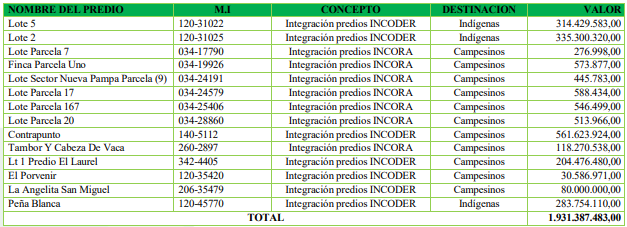 NOMBRE DEL PREDIO M.I CONCEPTO DESTINACION VALOR
Lote 5 120-31022 Integración predios INCODER Indígenas 314.429.583,00
Lote 2 120-31025 Integración predios INCODER Indígenas 335.300.320,00
Lote Parcela 7 034-17790 Integración predios INCORA Campesinos 276.998,00
Finca Parcela Uno 034-19926 Integración predios INCORA Campesinos 573.877,00
Lote Sector Nueva Pampa Parcela (9) 034-24191 Integración predios INCORA Campesinos 445.783,00
Lote Parcela 17 034-24579 Integración predios INCORA Campesinos 588.434,00
Lote Parcela 167 034-25406 Integración predios INCORA Campesinos 546.499,00
Lote Parcela 20 034-28860 Integración predios INCORA Campesinos 513.966,00
Contrapunto 140-5112 Integración predios INCODER Campesinos 561.623.924,00
Tambor Y Cabeza De Vaca 260-2897 Integración predios INCORA Campesinos 118.270.538,00
Lt 1 Predio El Laurel 342-4405 Integración predios INCODER Campesinos 204.476.480,00
El Porvenir 120-35420 Integración predios INCODER Campesinos 30.586.971,00
La Angelita San Miguel 206-35479 Integración predios INCODER Campesinos 80.000.000,00
Peña Blanca 120-45770 Integración predios INCODER Indígenas 283.754.110,00
TOTAL 1.931.387.483,00